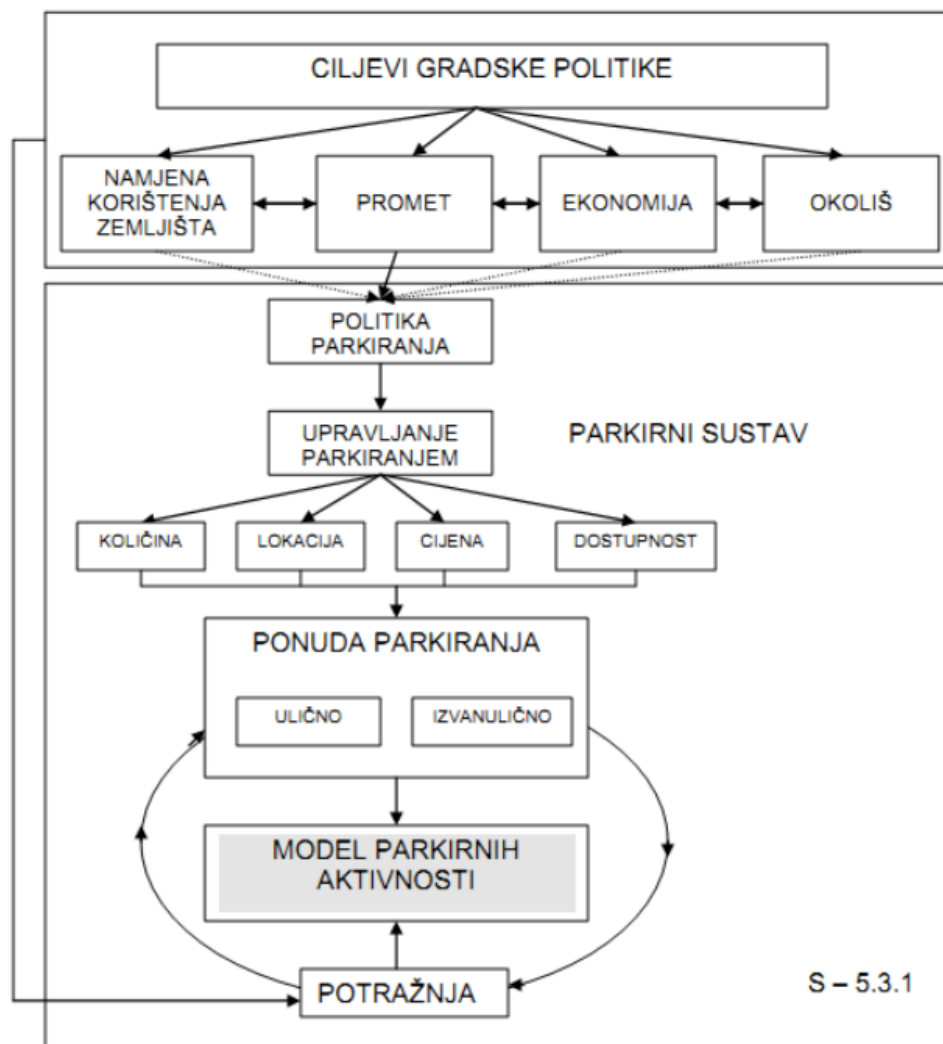 CILJEVI GRADSKE POLITIKE
NAMJENA
KORIŠTENJA
ZEMLJIŠTA
PROMET
EKONOMIJA
OKOLIŠ
POLITIKA
PARKIRANJA
UPRAVLJANJE
PARKIRANJEM
PARKIRNI SUSTAV
KOLIČINA
LOKACIJA
CIJENA
DOSTUPNOST
PONUDA PARKIRANJA
ULIČNO
IZVANULIČNO
MODEL PARKIRNIH
AKTIVNOSTI
POTRAŽNJA
S – 5.3.1